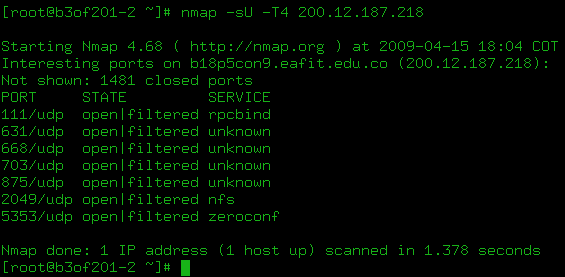 [root@b3of201-2 ~]# nmap -sU -T4 200.12.187.218
Starting Nmap 4.68 ( http://nmap.org ) at 2009-04-15 18:04 COT
Interesting ports on b18p5con9.eafit.edu.co (200.12.187.218):
Not shown: 1481 closed ports
PORT     STATE         SERVICE
111/udp  open|filtered rpcbind
631/udp  open|filtered unknown
668/udp  open|filtered unknown
703/udp  open|filtered unknown
875/udp  open|filtered unknown
2049/udp open|filtered nfs
5353/udp open|filtered zeroconf
Nmap done: 1 IP address (1 host up) scanned in 1.378 seconds
[root@b3of201-2 ~]#